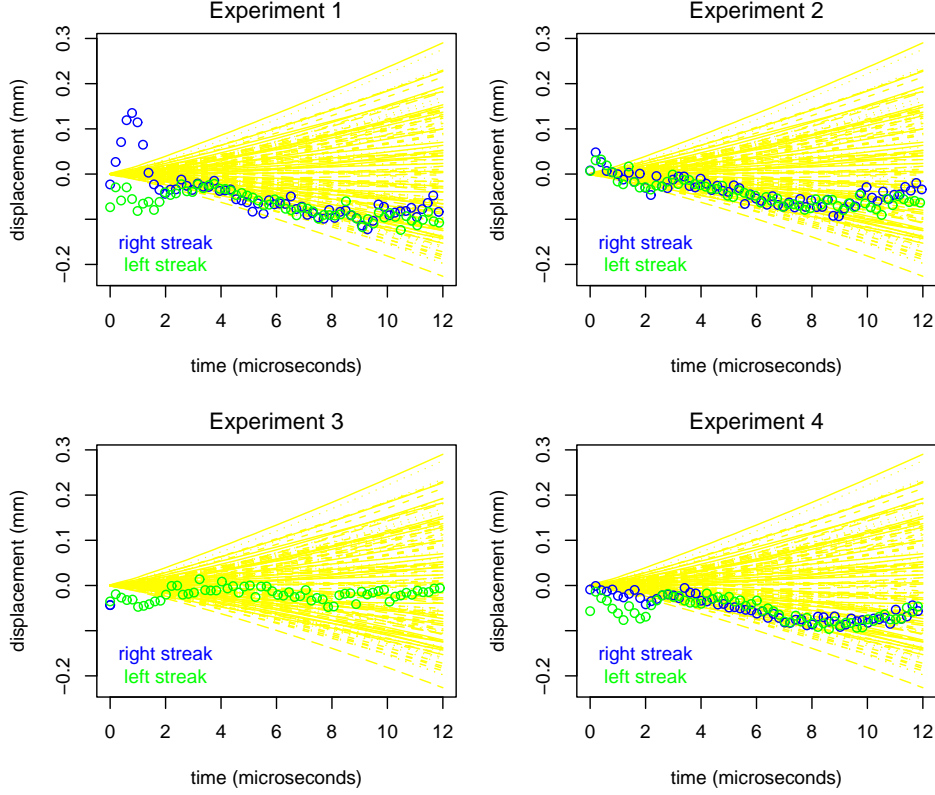 Experiment 1
displacement (mm)
0.3
0.2
0.1
0.0
−0.2
right streak
left streak
0 2 4 6 8 10 12
time (microseconds)
Experiment 2
displacement (mm)
0.3
0.2
0.1
0.0
−0.2
right streak
left streak
0 2 4 6 8 10 12
time (microseconds)
Experiment 3
displacement (mm)
0.3
0.2
0.1
0.0
−0.2
right streak
left streak
0 2 4 6 8 10 12
time (microseconds)
Experiment 4
displacement (mm)
0.3
0.2
0.1
0.0
−0.2
right streak
left streak
0 2 4 6 8 10 12
time (microseconds)